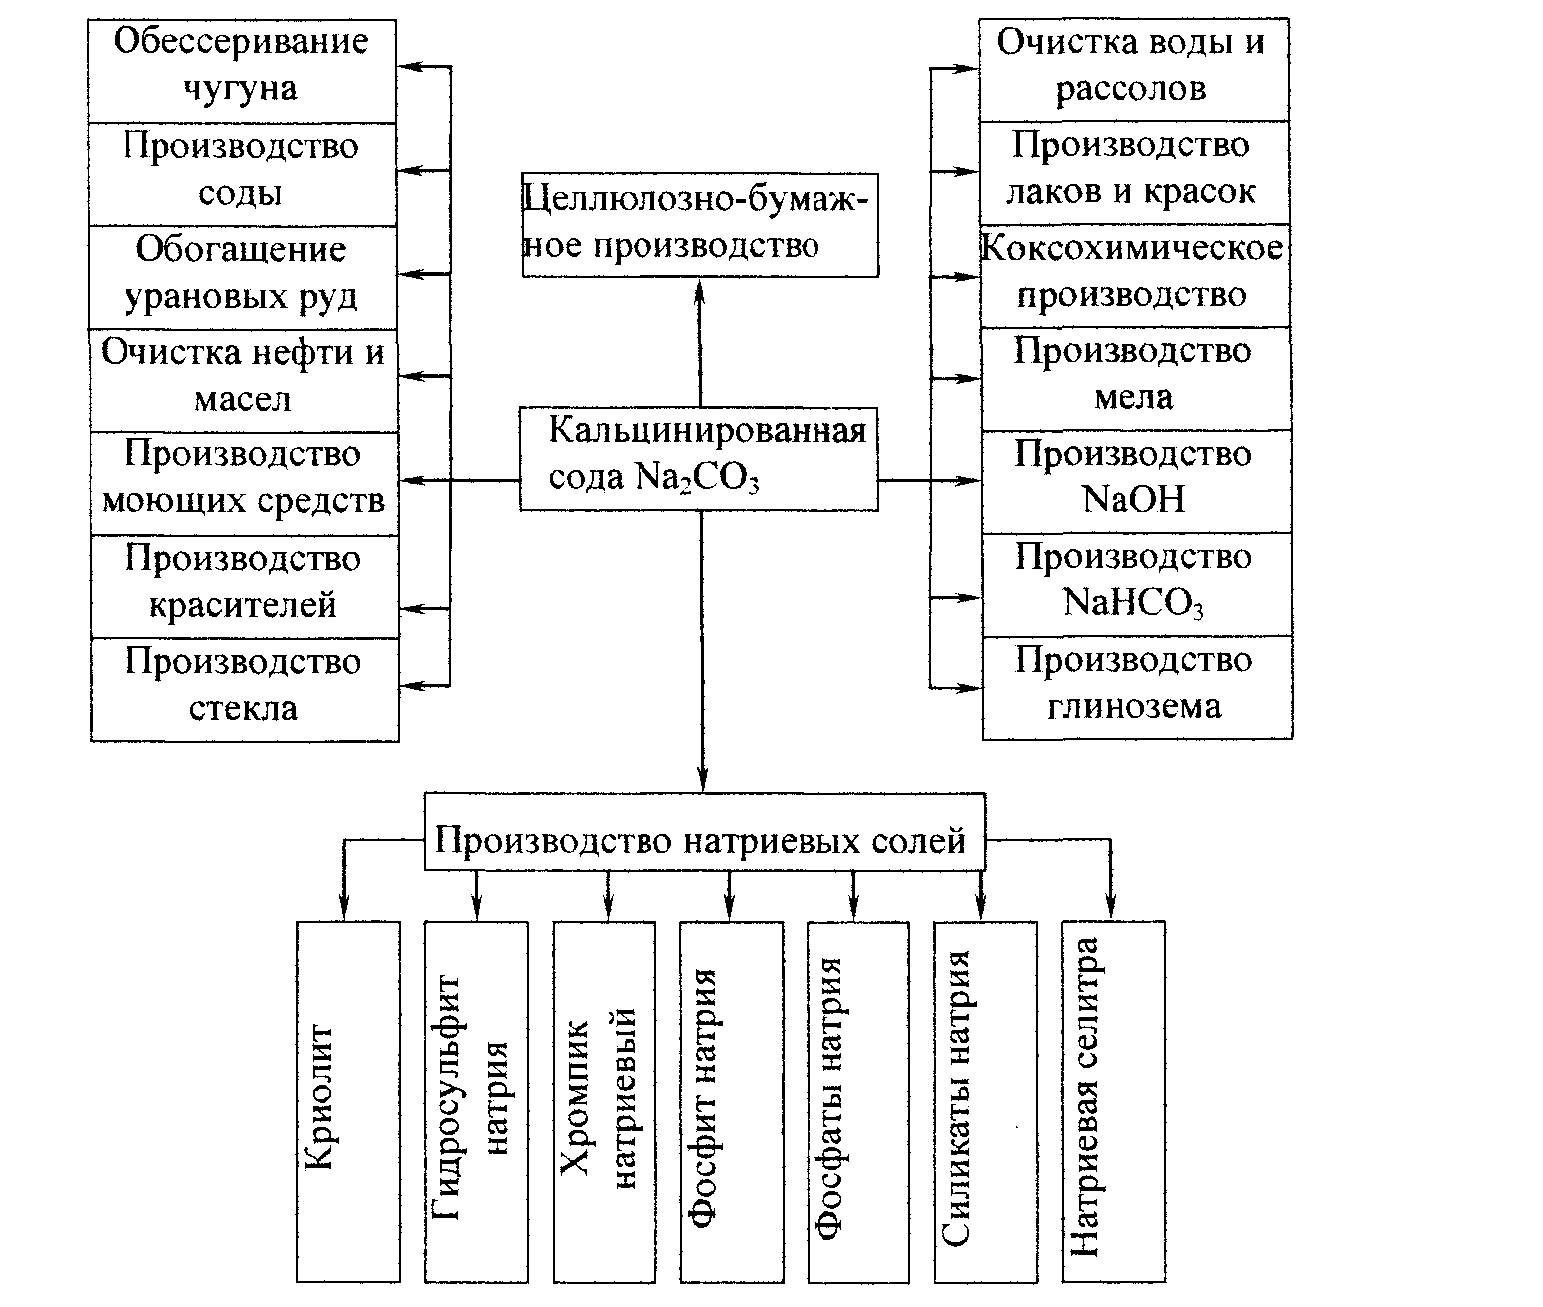 Обессеривание
чугуна
Производство
соды
Обогащение
урановых руд
Очистка нефти и
масел
Производство
моющих средств
Производство
красителей
Производство
стекла
Целлюлозно-бумаж-
ное производство
Кальцинированная
сода Na₂CO₃
Очистка воды и
рассолов
Производство
лаков и красок
Коксохимическое
производство
Производство
мела
Производство
NaOH
Производство
NaHCO₃
Производство
глинозема
Производство натриевых солей
Криолит
Гидросульфит
натрия
Хромпик
натриевый
Фосфит натрия
Фосфаты натрия
Силикаты натрия
Натриевая селитра